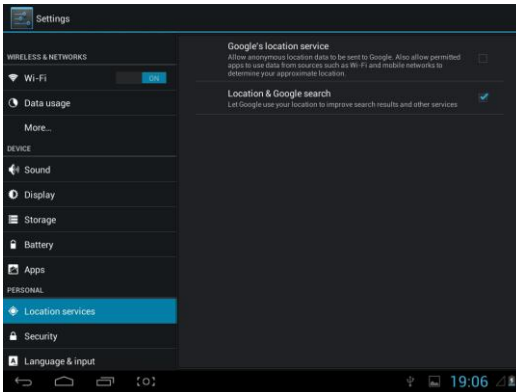 Settings
WIRELESS & NETWORKS
Wi-Fi
ON
Data usage
More...
DEVICE
Sound
Display
Storage
Battery
Apps
PERSONAL
Location services
Security
Language & input
Google's location service
Allow anonymous location data to be sent to Google. Also allow permitted
apps to use data from sources such as Wi-Fi and mobile networks to
determine your approximate location.
Location & Google search
Let Google use your location to improve search results and other services
19:06